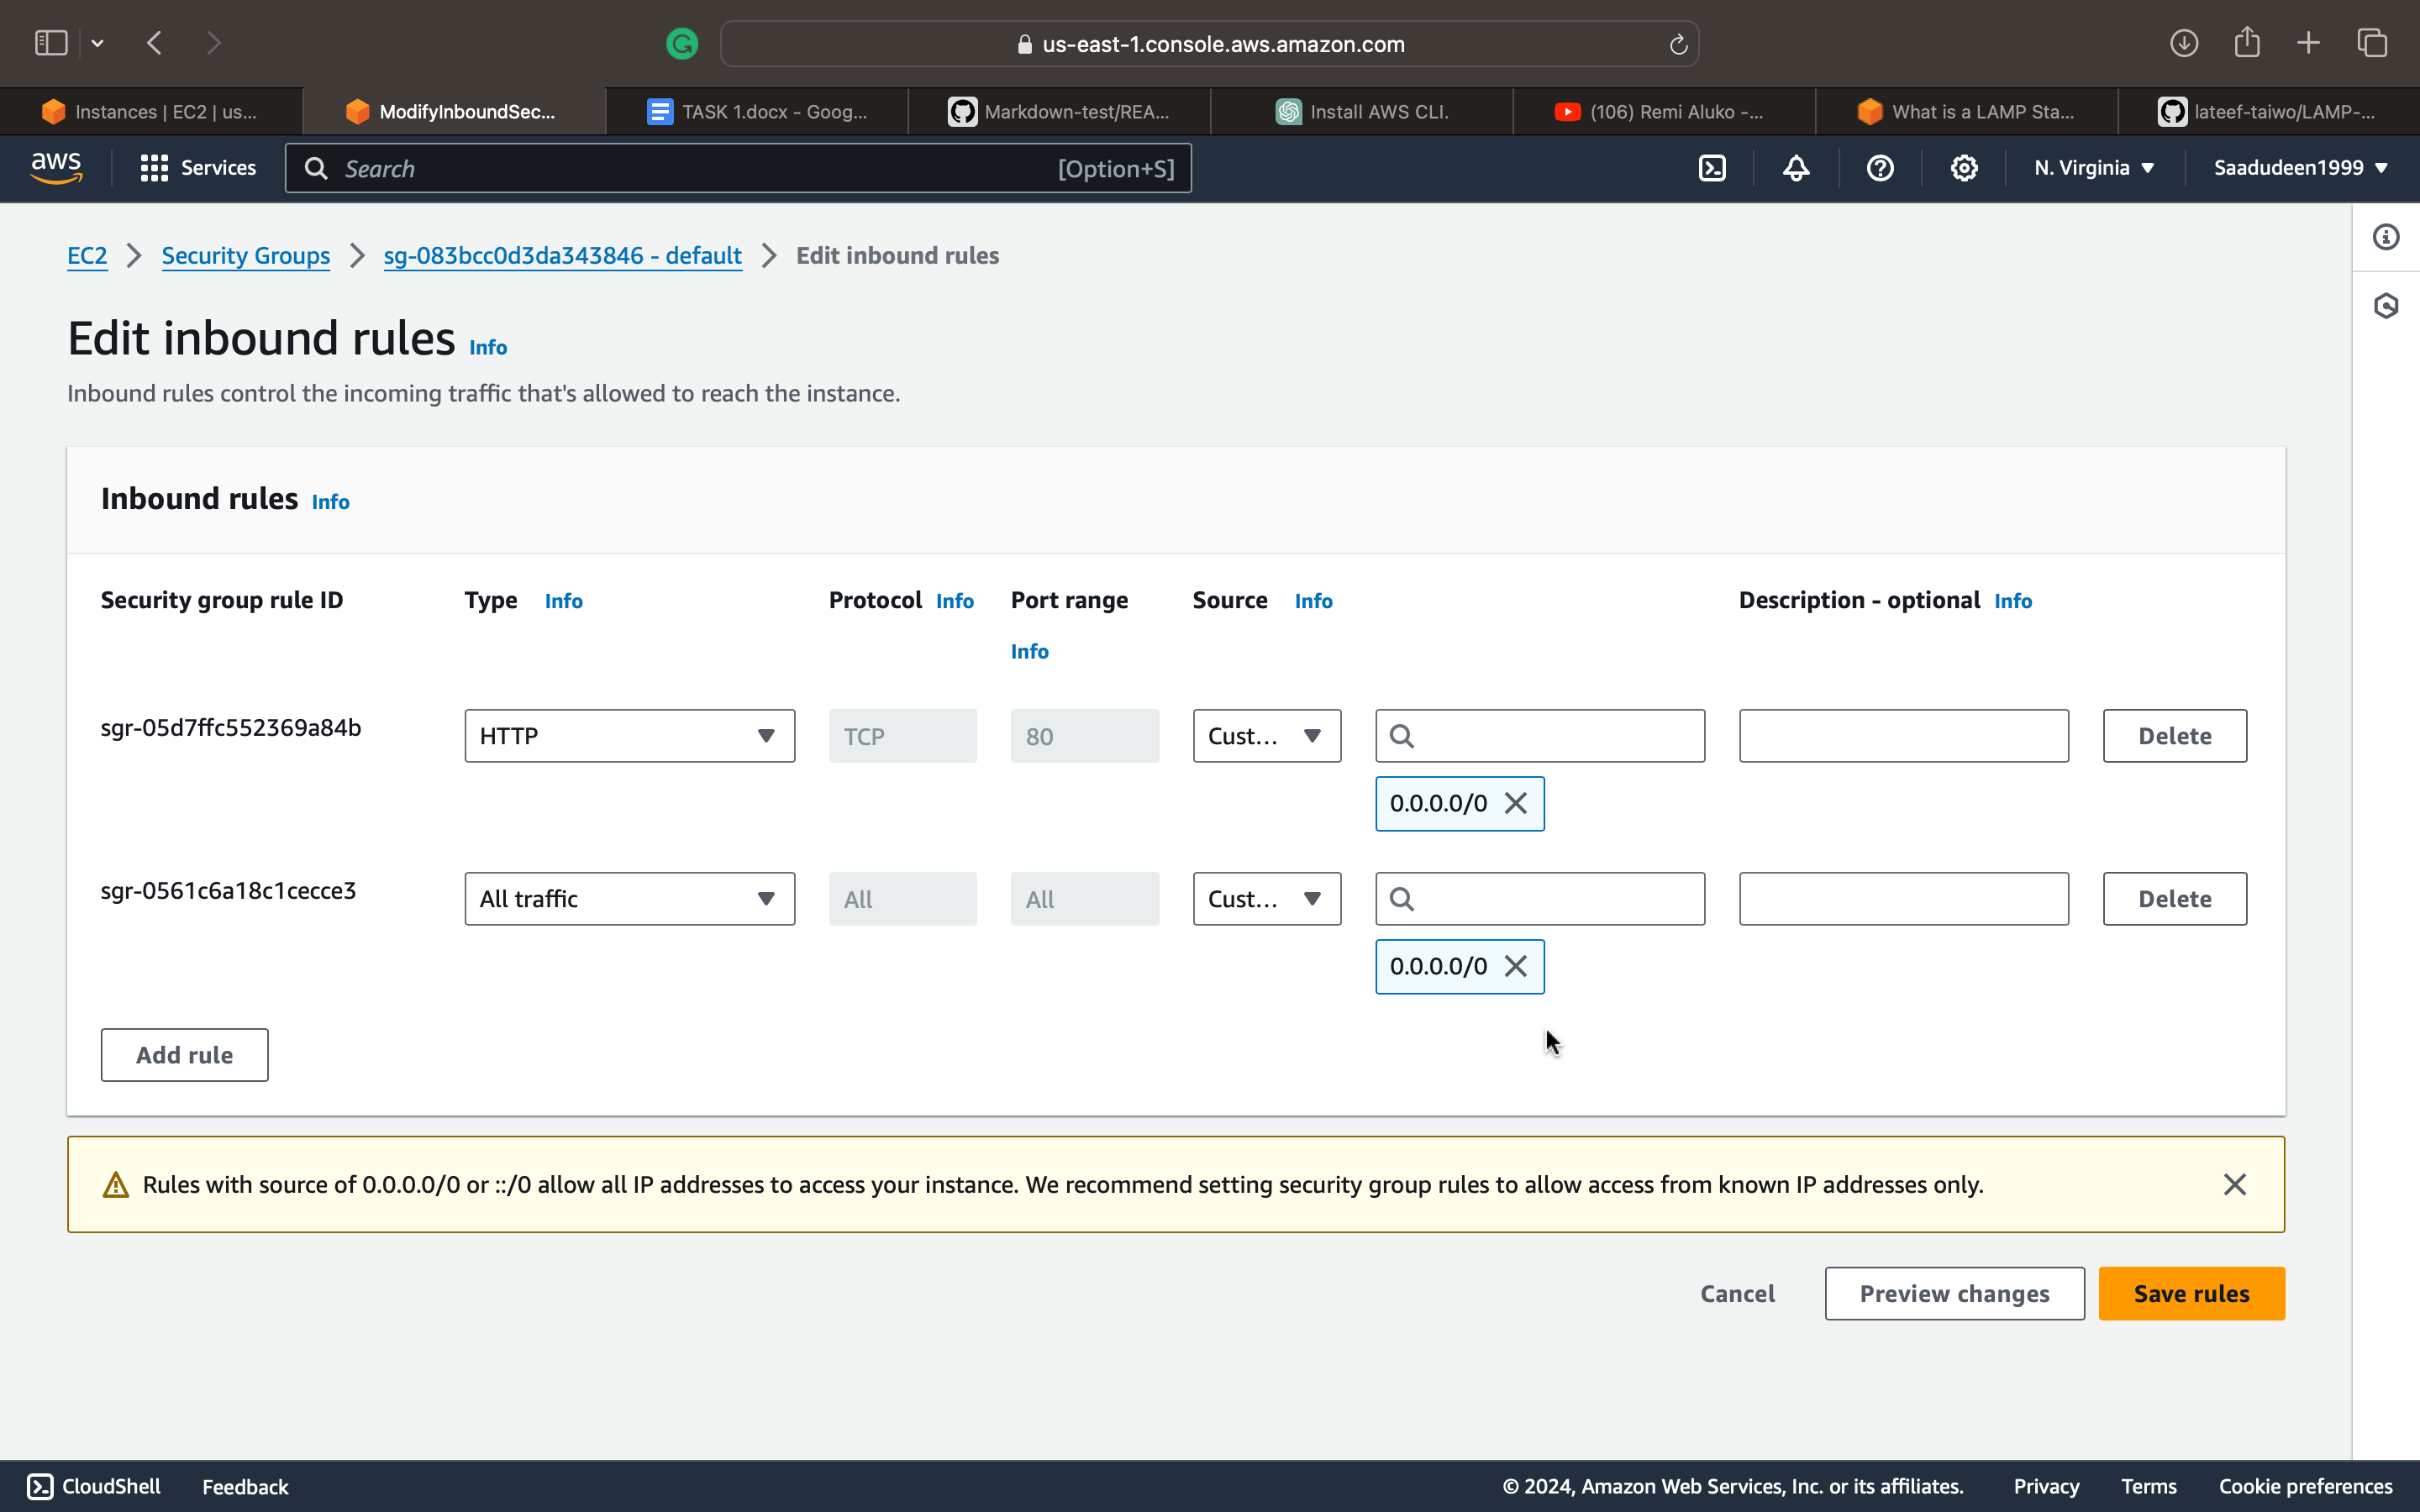 us-east-1.console.aws.amazon.com
Instances | EC2 | us...
ModifyInboundSec...
TASK 1.docx - Goog...
Markdown-test/REA...
Install AWS CLI.
(106) Remi Aluko -...
What is a LAMP Sta...
lateef-taiwo/LAMP-...
aws
Services
Search
[Option+S]
N. Virginia
Saadudeen1999
EC2
Security Groups
sg-083bcc0d3da343846 - default
Edit inbound rules
Edit inbound rules Info
Inbound rules control the incoming traffic that's allowed to reach the instance.
Inbound rules Info
Security group rule ID
Type Info
Protocol Info
Port range
Info
Source Info
Description - optional Info
sgr-05d7ffc552369a84b
HTTP
TCP
80
Cust...
Delete
0.0.0.0/0
sgr-0561c6a18c1cecce3
All traffic
All
All
Cust...
Delete
0.0.0.0/0
Add rule
Rules with source of 0.0.0.0/0 or ::/0 allow all IP addresses to access your instance. We recommend setting security group rules to allow access from known IP addresses only.
Cancel
Preview changes
Save rules
CloudShell
Feedback
© 2024, Amazon Web Services, Inc. or its affiliates.
Privacy
Terms
Cookie preferences